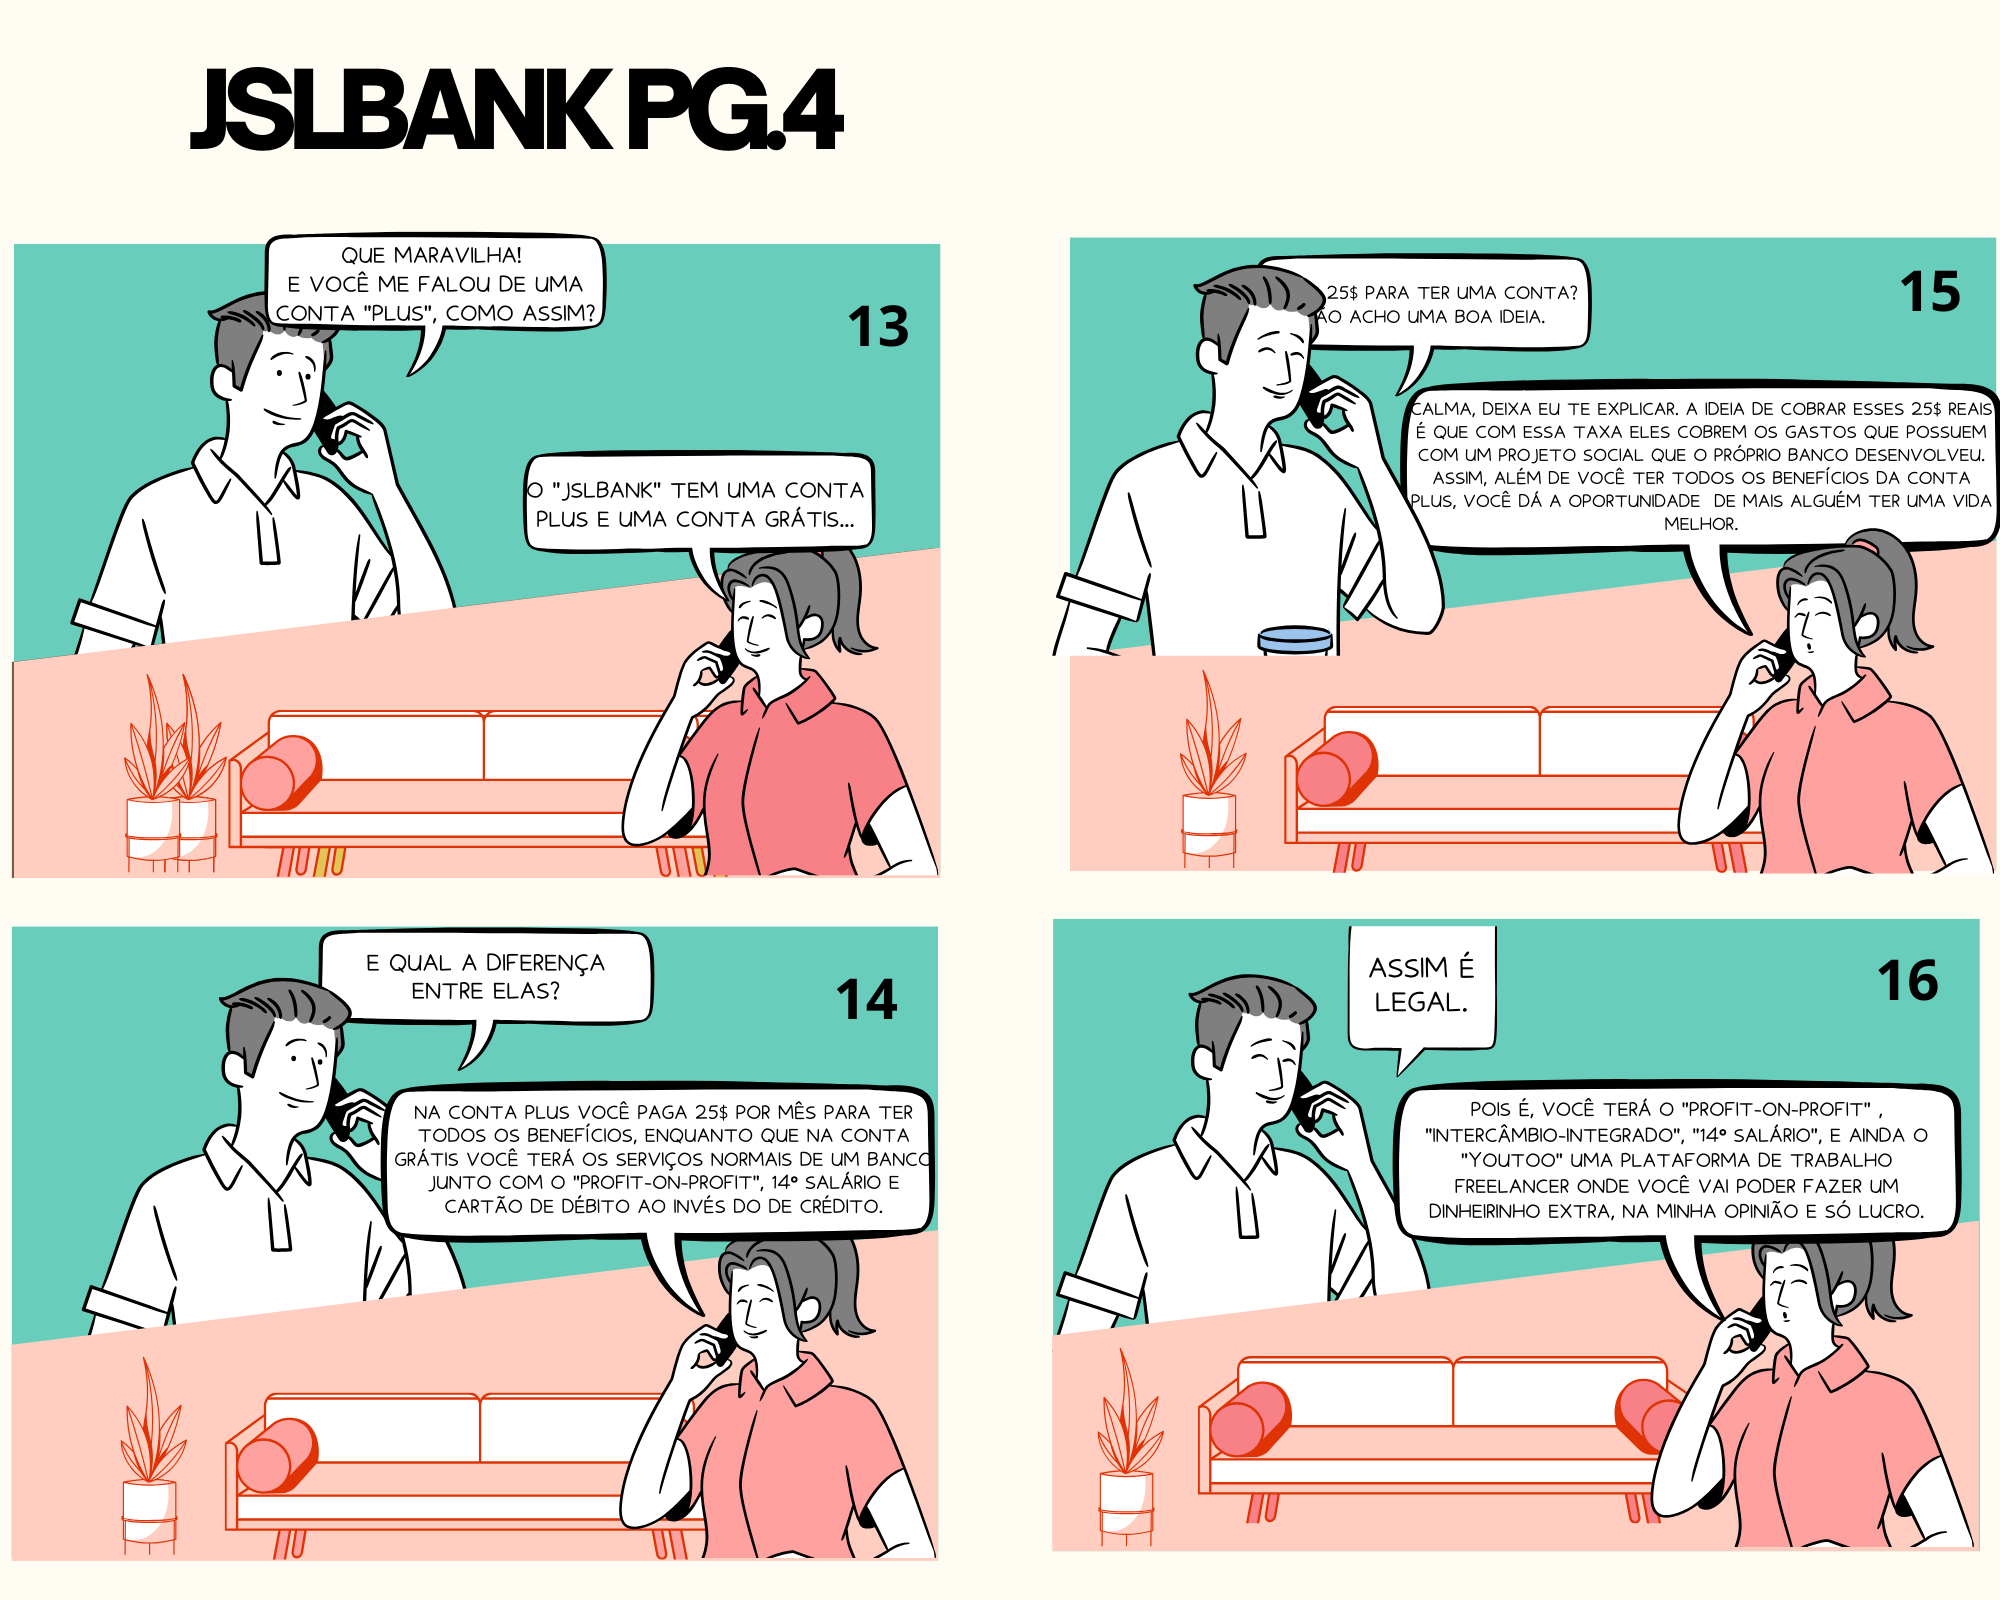 JSLBANK PG.4
13
QUE MARAVILHA!
E VOCÊ ME FALOU DE UMA
CONTA "PLUS", COMO ASSIM?
O "JSLBANK" TEM UMA CONTA
PLUS E UMA CONTA GRÁTIS...
14
E QUAL A DIFERENÇA
ENTRE ELAS?
NA CONTA PLUS VOCÊ PAGA 25$ POR MÊS PARA TER
TODOS OS BENEFÍCIOS, ENQUANTO QUE NA CONTA
GRÁTIS VOCÊ TERÁ OS SERVIÇOS NORMAIS DE UM BANCO
JUNTO COM O "PROFIT-ON-PROFIT", 14º SALÁRIO E
CARTÃO DE DÉBITO AO INVÉS DO DE CRÉDITO.
15
25$ PARA TER UMA CONTA?
ACHO UMA BOA IDEIA.
CALMA, DEIXA EU TE EXPLICAR. A IDEIA DE COBRAR ESSES 25$ REAIS
É QUE COM ESSA TAXA ELES COBREM OS GASTOS QUE POSSUEM
COM UM PROJETO SOCIAL QUE O PRÓPRIO BANCO DESENVOLVEU.
ASSIM, ALÉM DE VOCÊ TER TODOS OS BENEFÍCIOS DA CONTA
PLUS, VOCÊ DÁ A OPORTUNIDADE DE MAIS ALGUÉM TER UMA VIDA
MELHOR.
16
ASSIM É
LEGAL.
POIS É, VOCÊ TERÁ O "PROFIT-ON-PROFIT" ,
"INTERCÂMBIO-INTEGRADO", "14º SALÁRIO", E AINDA O
"YOUTOO" UMA PLATAFORMA DE TRABALHO
FREELANCER ONDE VOCÊ VAI PODER FAZER UM
DINHEIRINHO EXTRA, NA MINHA OPINIÃO E SÓ LUCRO.